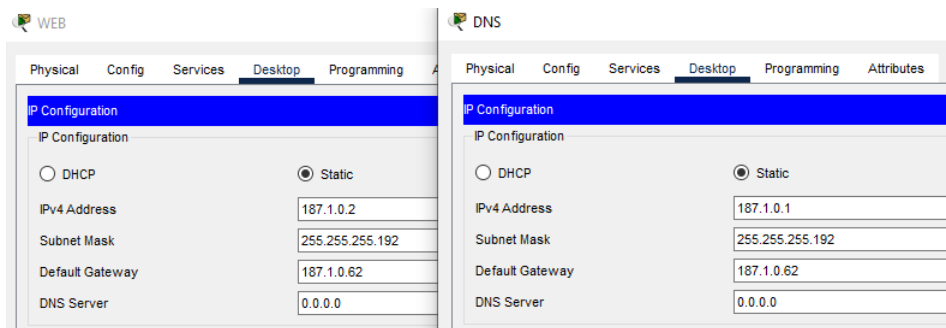 WEB
Physical Config Services Desktop Programming
IP Configuration
IP Configuration
DHCP Static
IPv4 Address 187.1.0.2
Subnet Mask 255.255.255.192
Default Gateway 187.1.0.62
DNS Server 0.0.0.0
DNS
Physical Config Services Desktop Programming Attributes
IP Configuration
IP Configuration
DHCP Static
IPv4 Address 187.1.0.1
Subnet Mask 255.255.255.192
Default Gateway 187.1.0.62
DNS Server 0.0.0.0